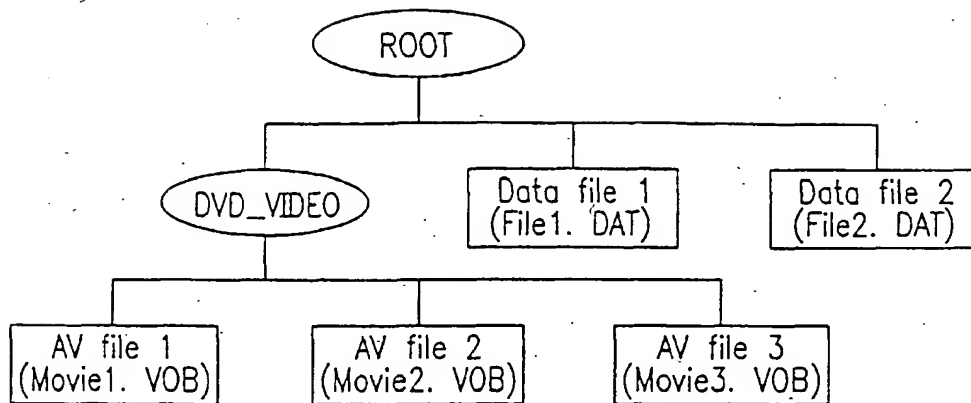 ROOT
DVD_VIDEO
Data file 1
(File1. DAT)
Data file 2
(File2. DAT)
AV file 1
(Movie1. VOB)
AV file 2
(Movie2. VOB)
AV file 3
(Movie3. VOB)